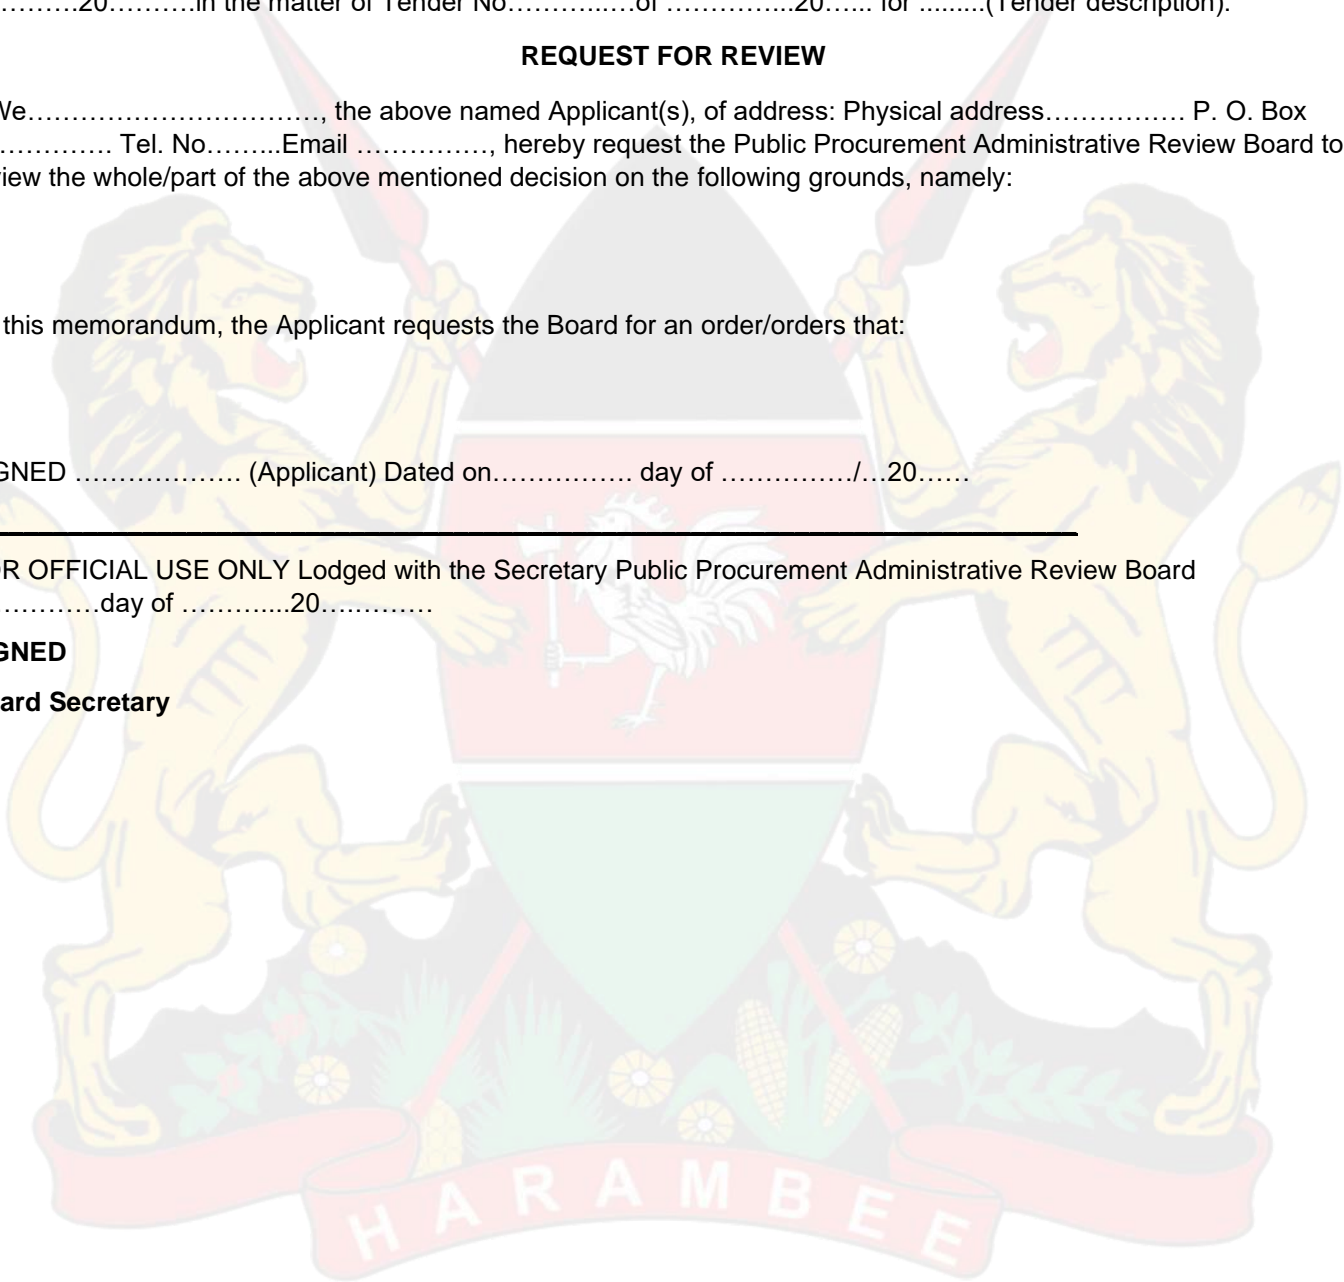 ………20……….in the matter of Tender No………..…of …………...20…... for .........(Tender description).
REQUEST FOR REVIEW
We……………………………, the above named Applicant(s), of address: Physical address……………. P. O. Box
…………. Tel. No……...Email ……………, hereby request the Public Procurement Administrative Review Board to
view the whole/part of the above mentioned decision on the following grounds, namely:
this memorandum, the Applicant requests the Board for an order/orders that:
GNED ………………. (Applicant) Dated on……………. day of ……………/…20……
OR OFFICIAL USE ONLY Lodged with the Secretary Public Procurement Administrative Review Board
…………day of ………....20…………
GNED
ard Secretary
HARAMBEE